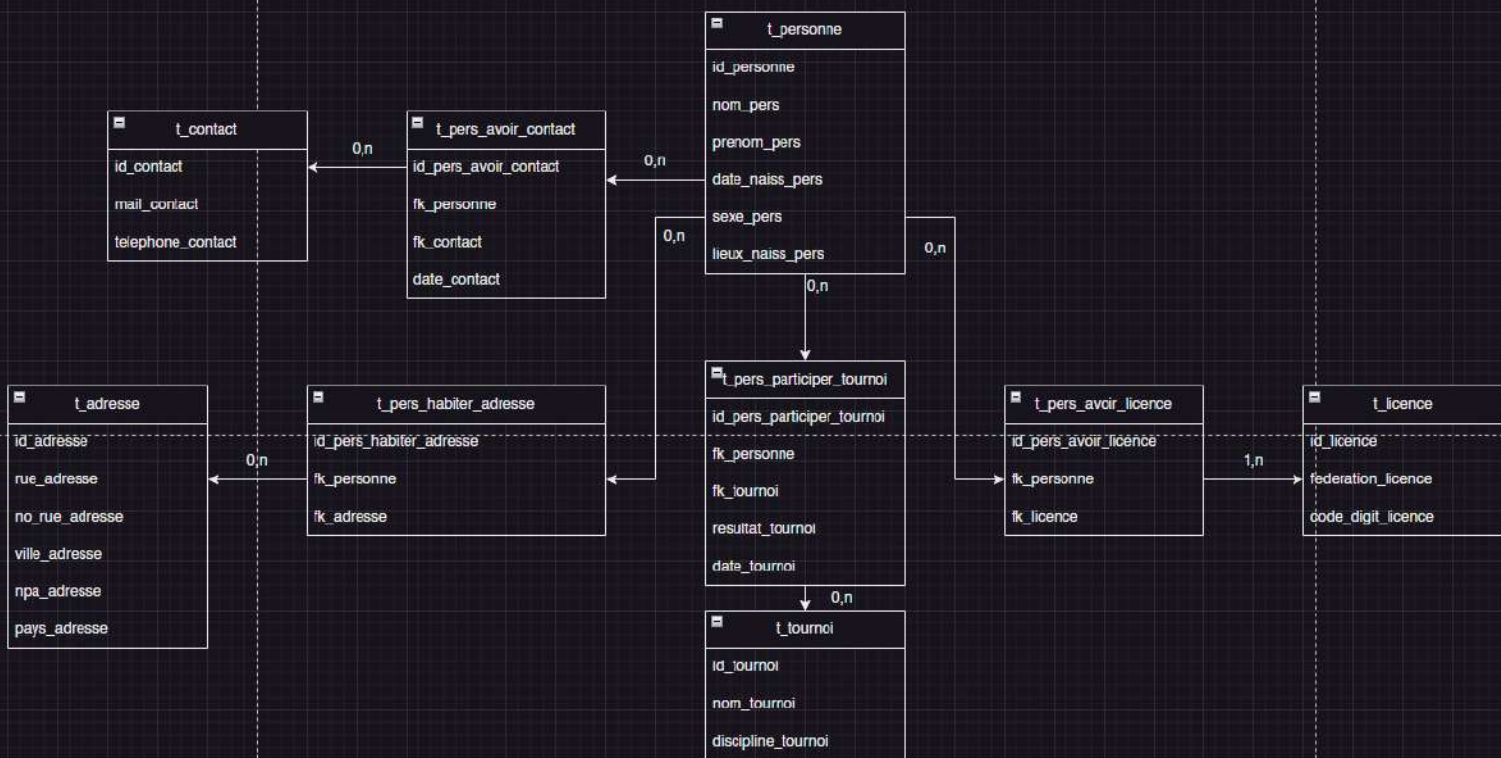 t_personne
id_personne
nom_pers
prenom_pers
date_naiss_pers
sexe_pers
lieux_naiss_pers
t_contact
id_contact
mail_contact
telephone_contact
0,n
t_pers_avoir_contact
id_pers_avoir_contact
fk_personne
fk_contact
date_contact
0,n
0,n
0,n
0,n
t_adresse
id_adresse
rue_adresse
no_rue_adresse
ville_adresse
npa_adresse
pays_adresse
0,n
t_pers_habiter_adresse
id_pers_habiter_adresse
fk_personne
fk_adresse
t_pers_participer_tournoi
id_pers_participer_tournoi
fk_personne
fk_tournoi
resultat_tournoi
date_tournoi
0,n
t_pers_avoir_licence
id_pers_avoir_licence
fk_personne
fk_licence
1,n
t_licence
id_licence
federation_licence
code_digit_licence
t_tournoi
id_tournoi
nom_tournoi
discipline_tournoi